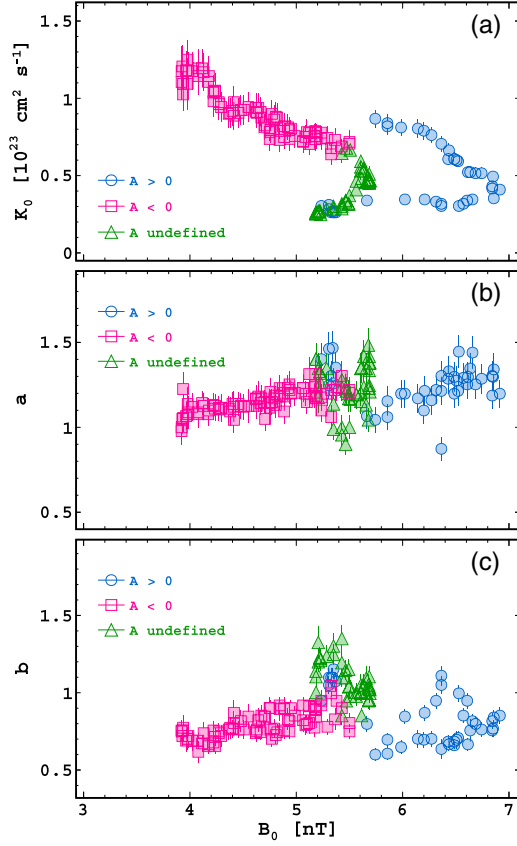 (a)
1.5
1
0.5
0
K₀ [10²³ cm² s⁻¹]
A > 0
A < 0
A undefined
(b)
1.5
1
0.5
a
A > 0
A < 0
A undefined
(c)
1.5
1
0.5
b
A > 0
A < 0
A undefined
3 4 5 6 7
B₀ [nT]